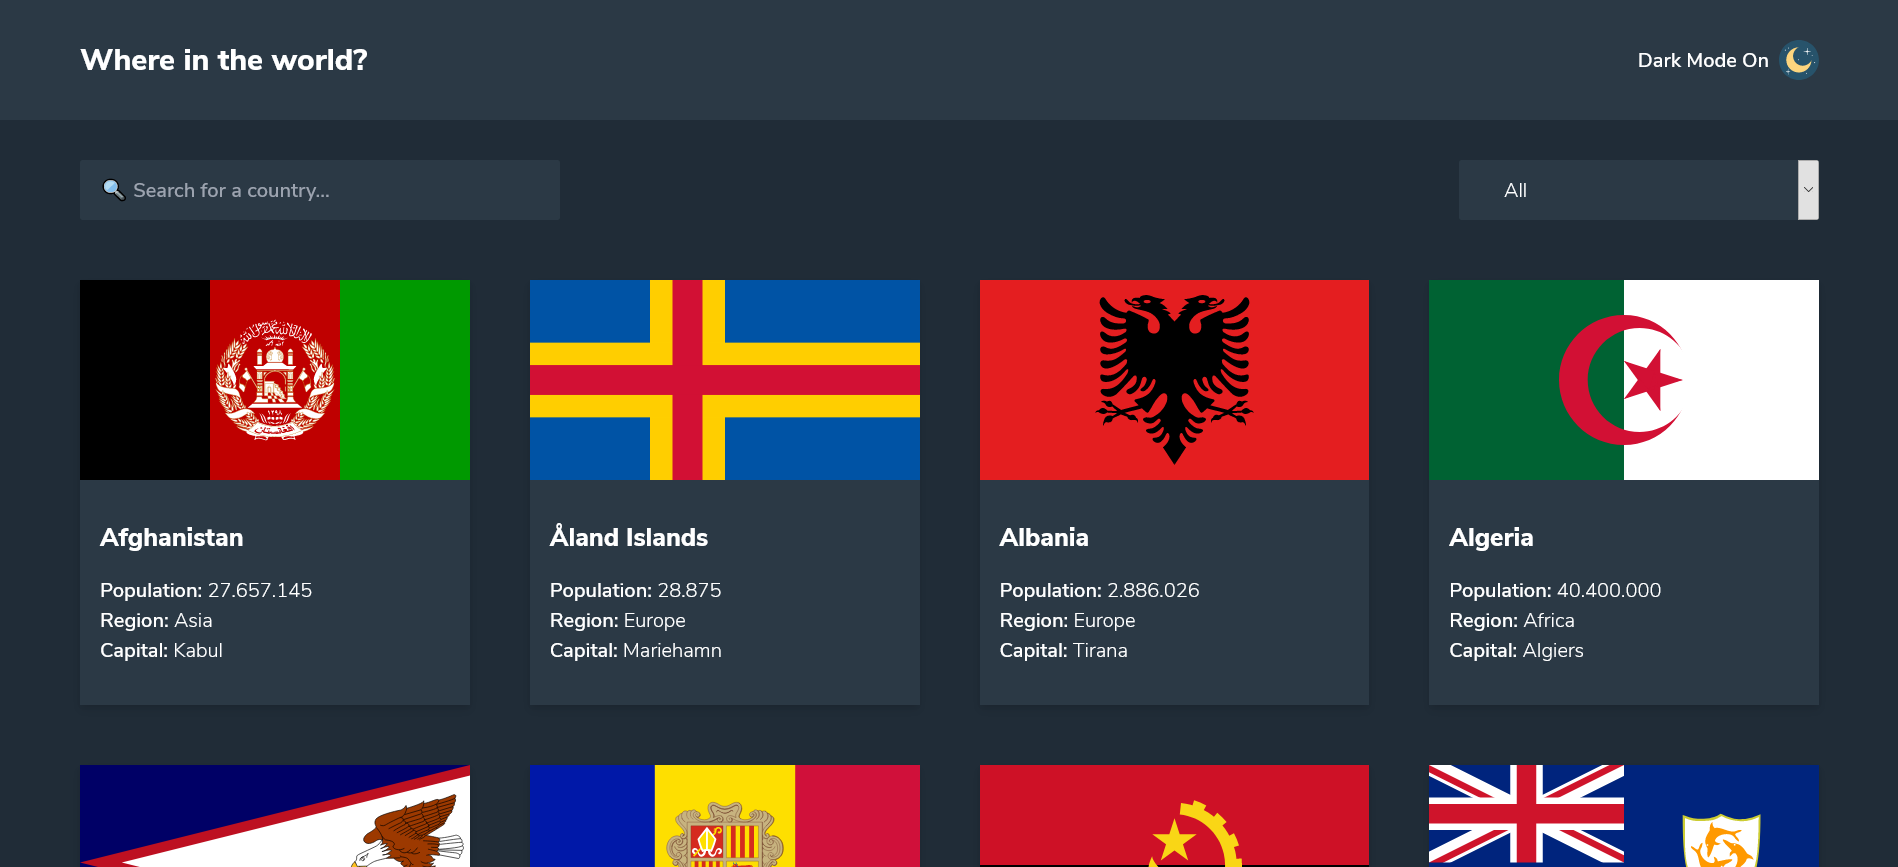 Where in the world?
Dark Mode On
🔍 Search for a country...
All
Afghanistan
Population: 27.657.145
Region: Asia
Capital: Kabul
Åland Islands
Population: 28.875
Region: Europe
Capital: Mariehamn
Albania
Population: 2.886.026
Region: Europe
Capital: Tirana
Algeria
Population: 40.400.000
Region: Africa
Capital: Algiers